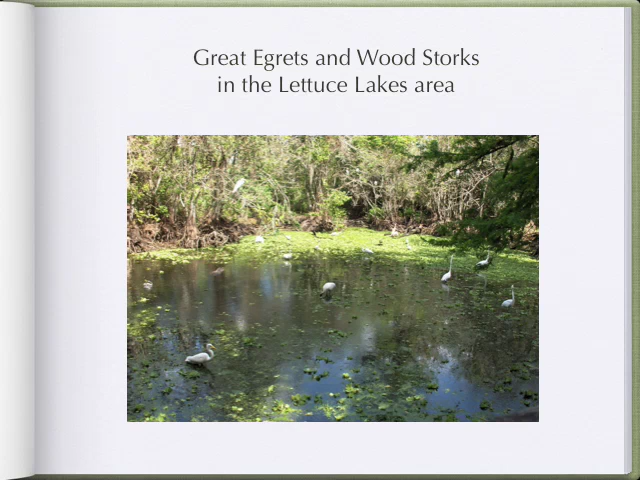 Great Egrets and Wood Storks
in the Lettuce Lakes area